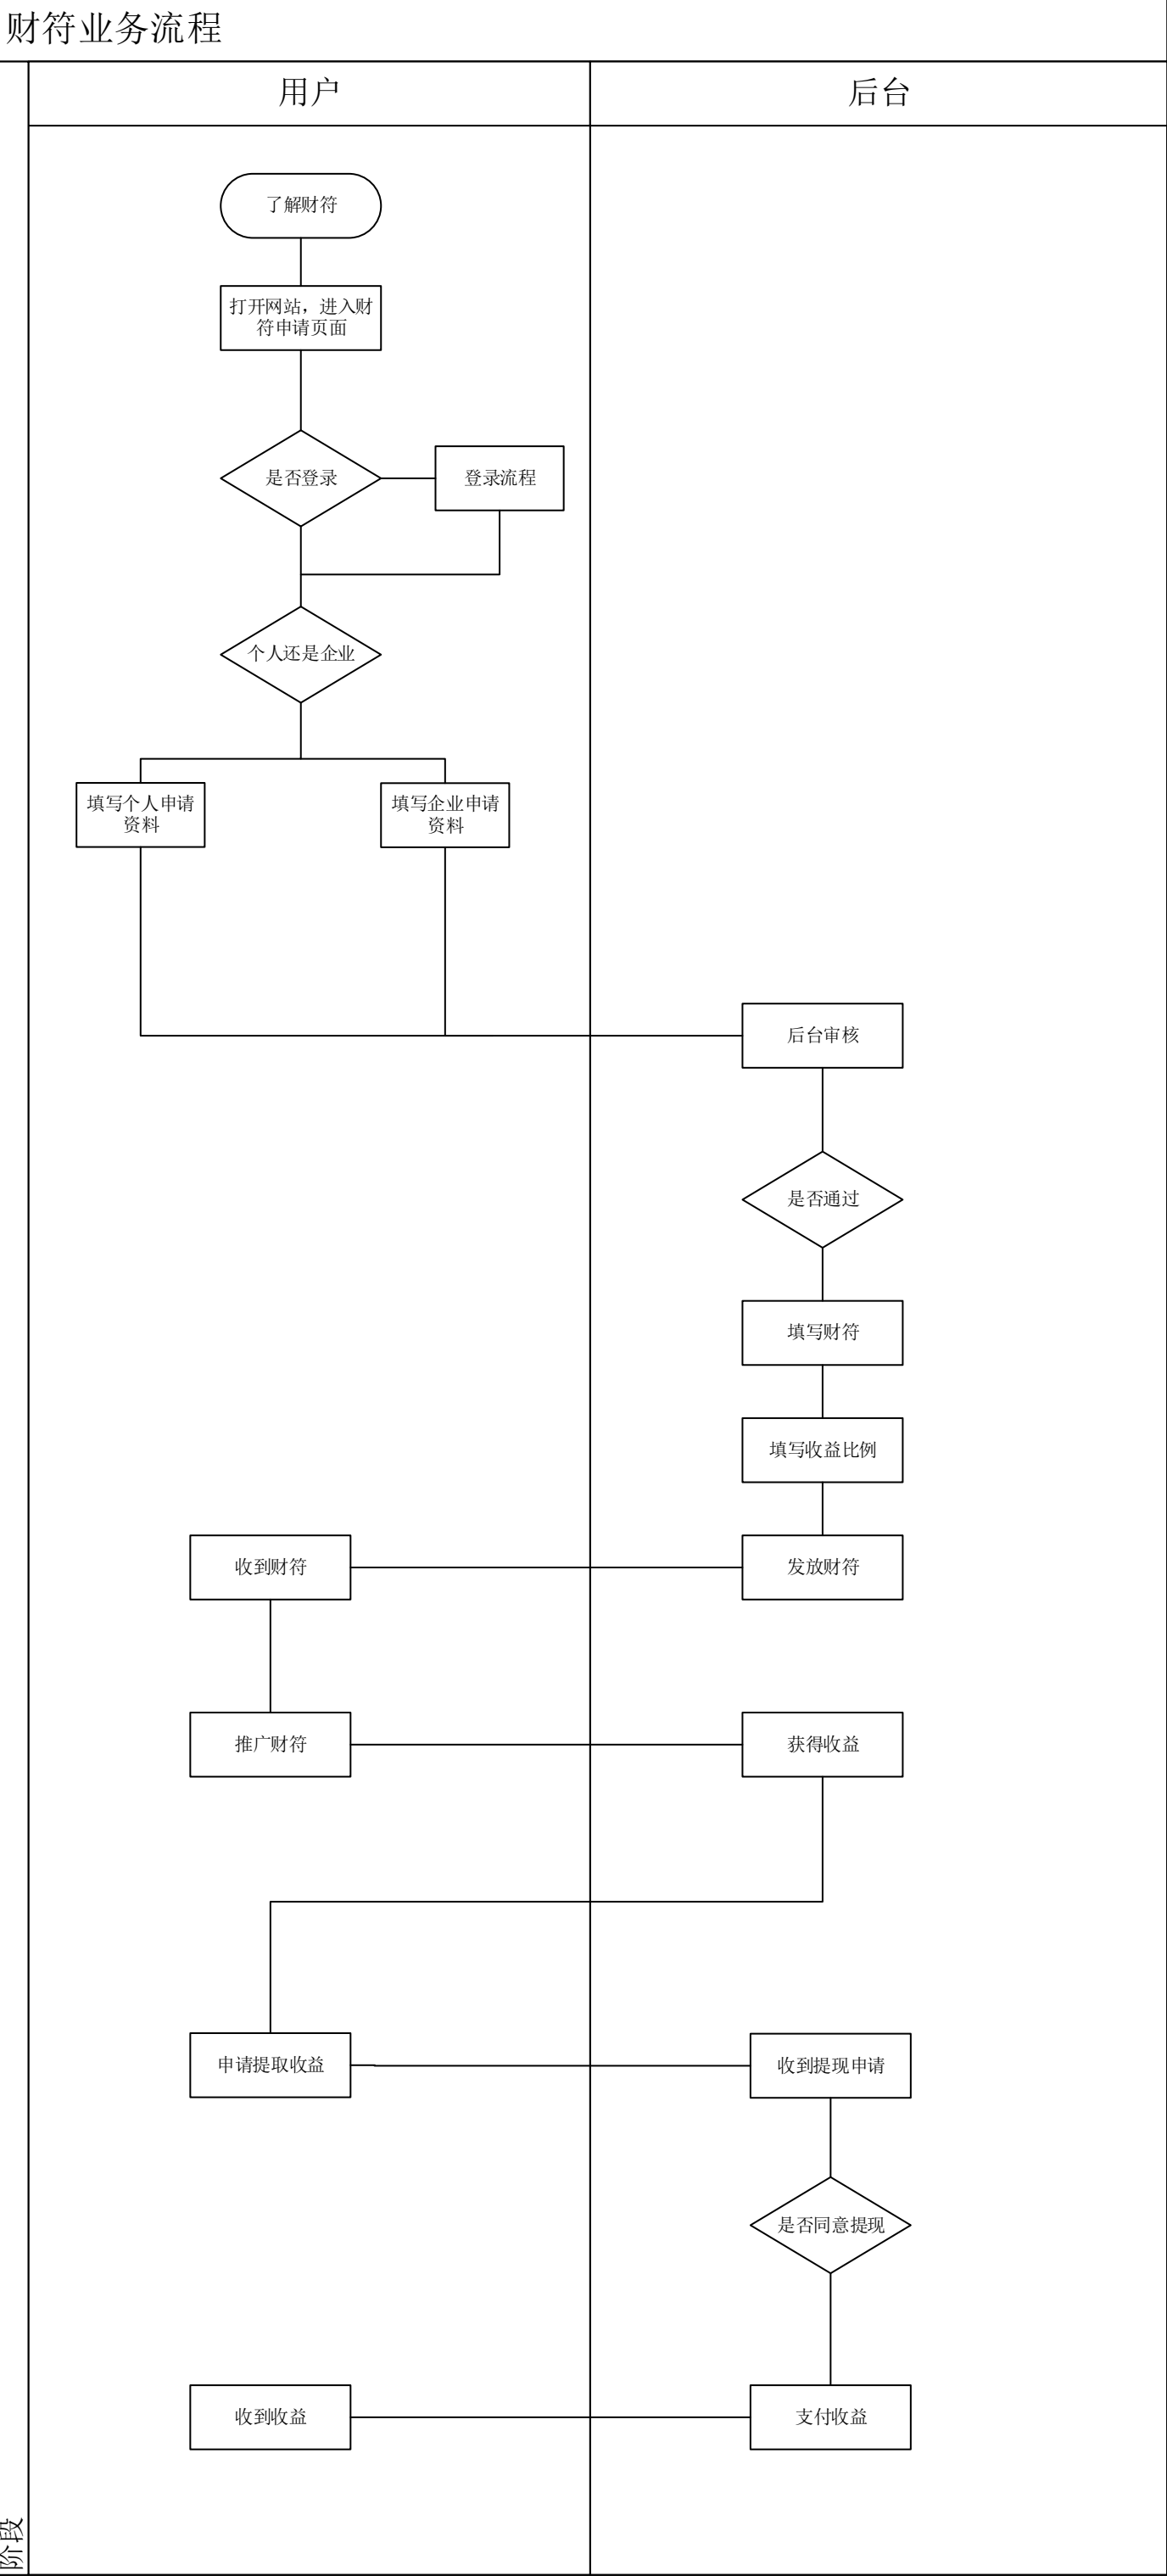 财符业务流程
用户
后台
了解财符
打开网站，进入财
符申请页面
是否登录
登录流程
个人还是企业
填写个人申请
资料
填写企业申请
资料
后台审核
是否通过
填写财符
填写收益比例
收到财符
发放财符
推广财符
获得收益
申请提取收益
收到提现申请
是否同意提现
收到收益
支付收益
阶段